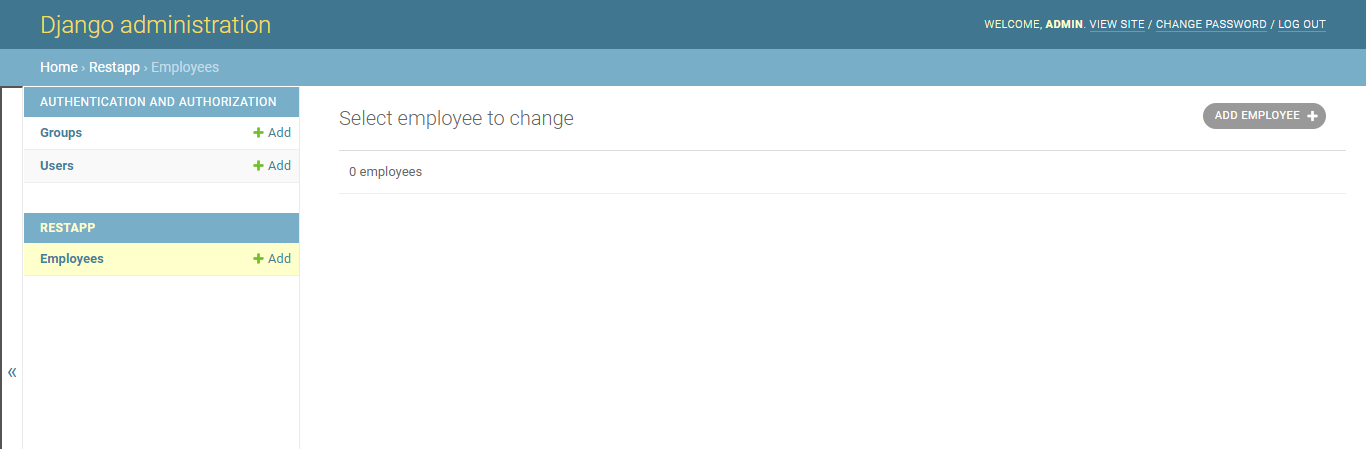 Django administration
WELCOME, ADMIN. VIEW SITE / CHANGE PASSWORD / LOG OUT
Home › Restapp › Employees
AUTHENTICATION AND AUTHORIZATION
Groups + Add
Users + Add
RESTAPP
Employees + Add
«
Select employee to change
ADD EMPLOYEE +
0 employees